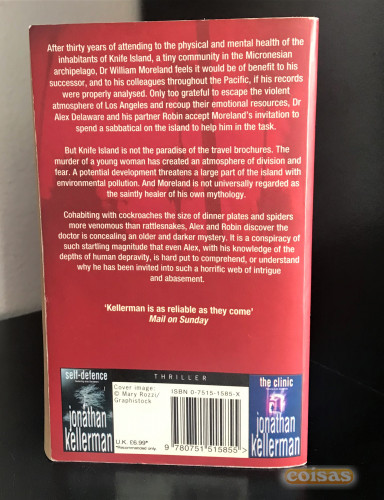 After thirty years of attending to the physical and mental health of the
inhabitants of Knife Island, a tiny community in the Micronesian
archipelago, Dr William Moreland feels it would be of benefit to his
successor, and to his colleagues throughout the Pacific, if his records
were properly analysed. Only too grateful to escape the violent
atmosphere of Los Angeles and recoup their emotional resources, Dr
Alex Delaware and his partner Robin accept Moreland's invitation to
spend a sabbatical on the island to help him in the task.
But Knife Island is not the paradise of the travel brochures. The
murder of a young woman has created an atmosphere of division and
fear. A potential development threatens a large part of the island with
environmental pollution. And Moreland is not universally regarded as
the saintly healer of his own mythology.
Cohabiting with cockroaches the size of dinner plates and spiders
more venomous than rattlesnakes, Alex and Robin discover the
doctor is concealing an older and darker mystery. It is a conspiracy of
such startling magnitude that even Alex, with his knowledge of the
depths of human depravity, is hard put to comprehend, or understand
why he has been invited into such a horrific web of intrigue
and abasement.
'Kellerman is as reliable as they come'
Mail on Sunday
self-defence
jonathan
kellerman
THRILLER
Cover image:
© Mary Rozzi/
Graphistock
U.K. £6.99*
*Recommended only.
ISBN 0-7515-1585-X
9 780751 515855 >
the clinic
jonathan
kellerman
coisas